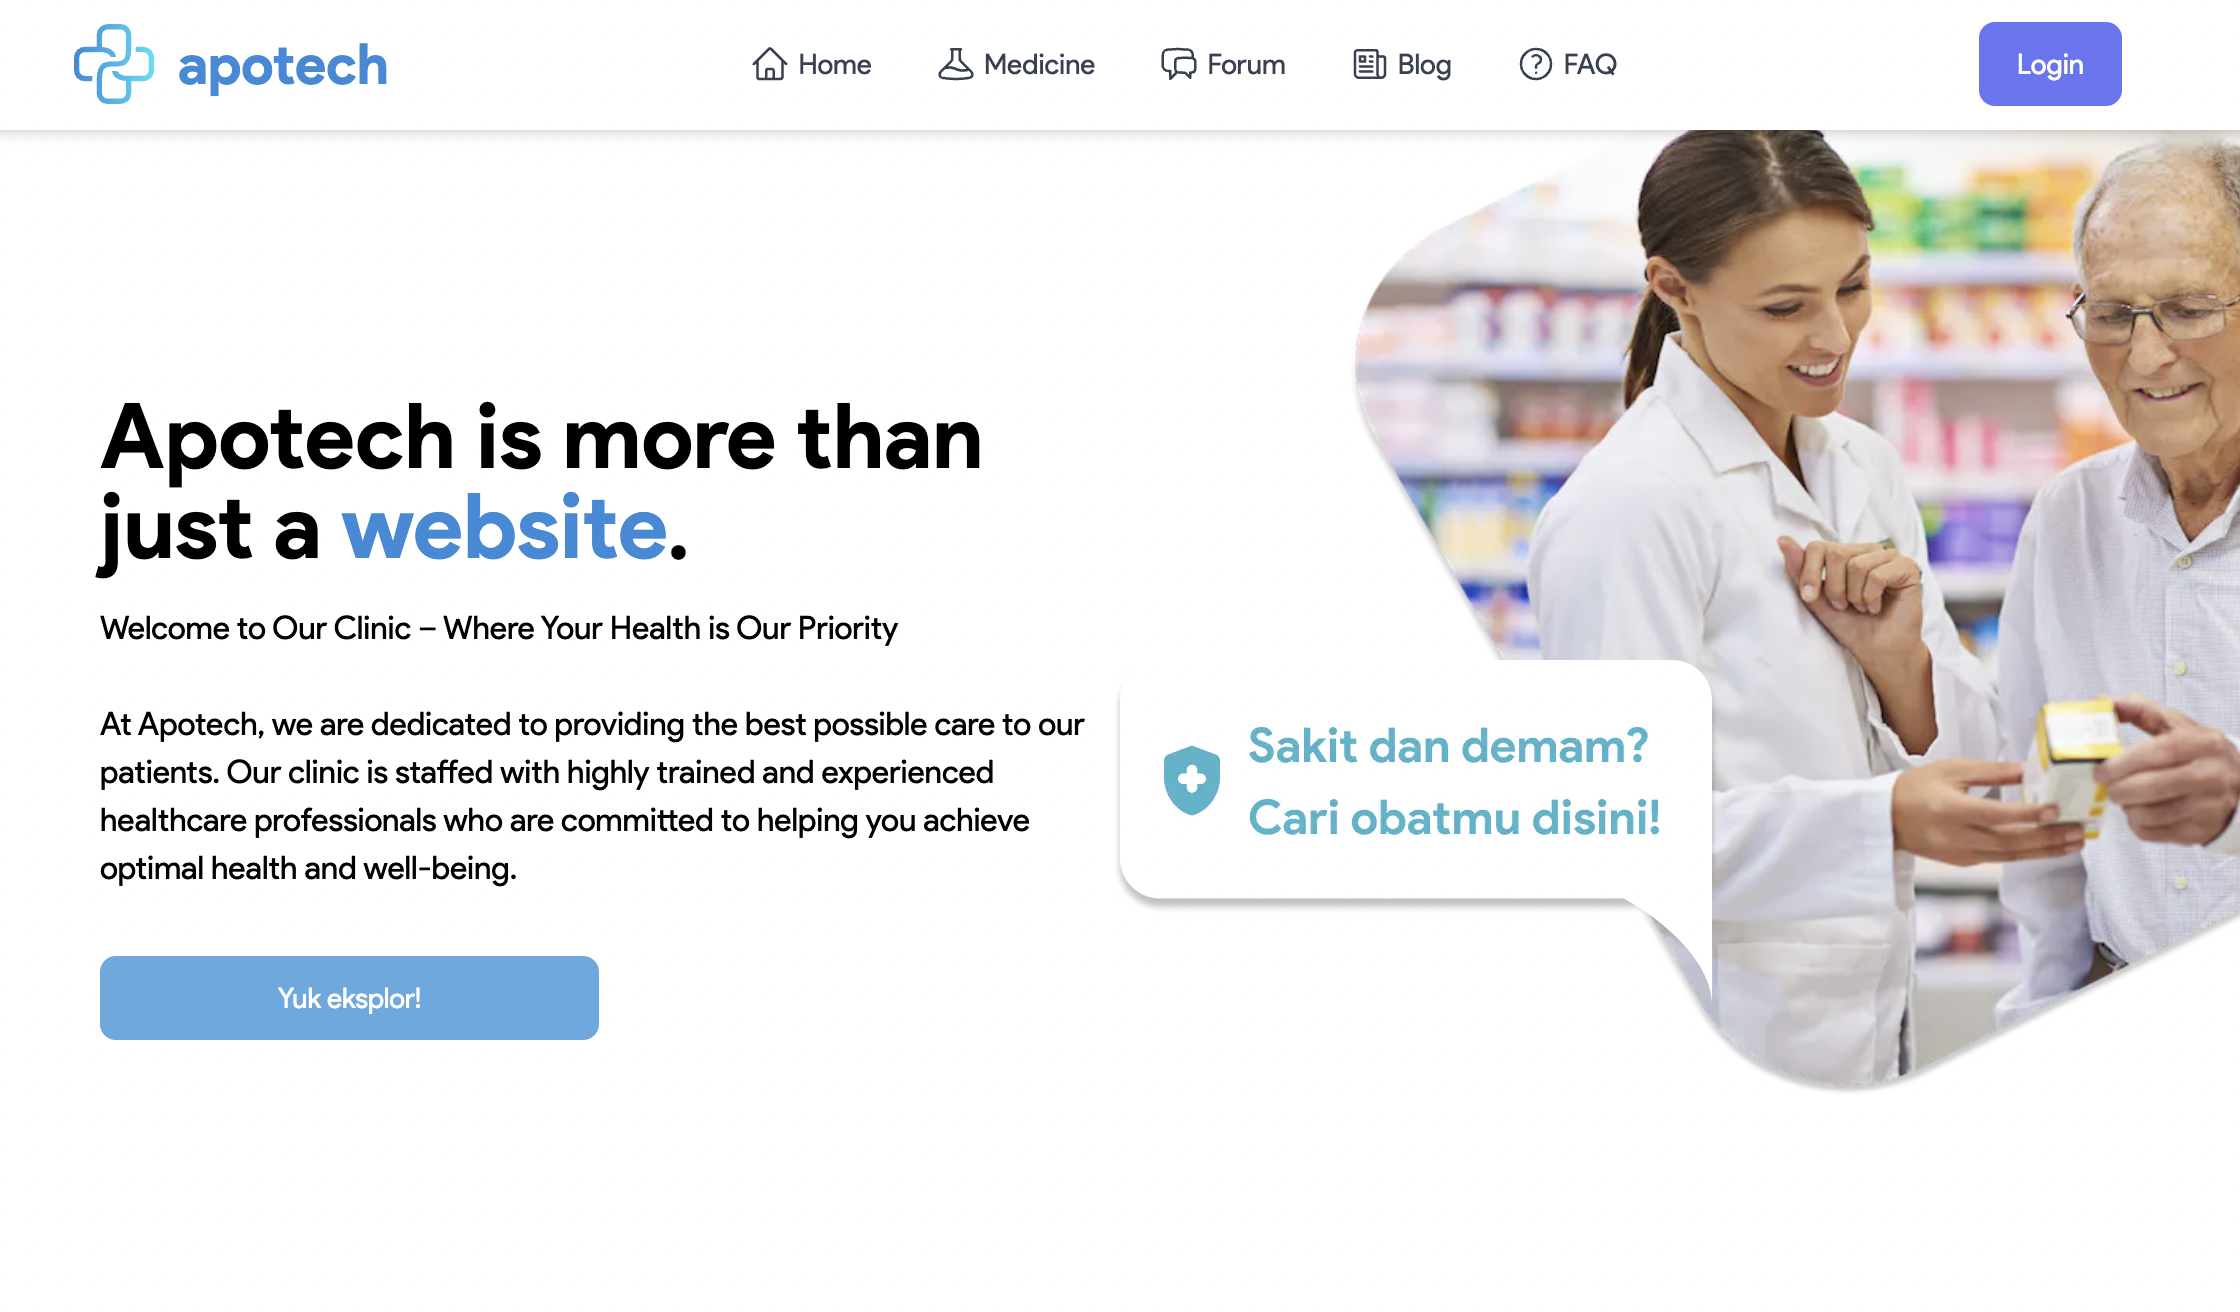 apotech
Home
Medicine
Forum
Blog
FAQ
Login
Apotech is more than
just a website.
Welcome to Our Clinic – Where Your Health is Our Priority
At Apotech, we are dedicated to providing the best possible care to our
patients. Our clinic is staffed with highly trained and experienced
healthcare professionals who are committed to helping you achieve
optimal health and well-being.
Yuk eksplor!
Sakit dan demam?
Cari obatmu disini!